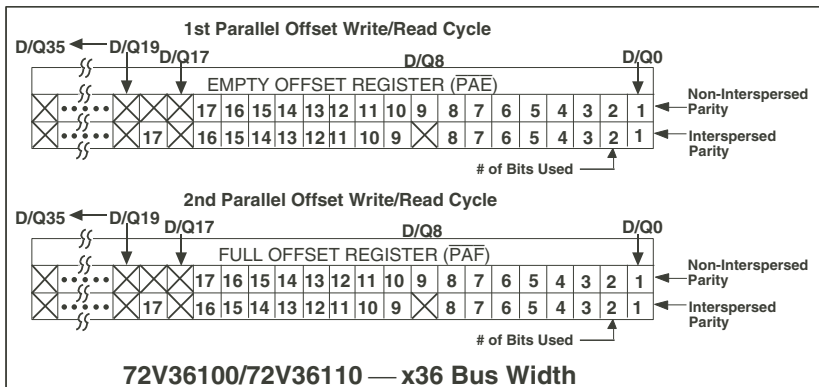 1st Parallel Offset Write/Read Cycle
D/Q35 D/Q19 D/Q17 D/Q8 D/Q0
EMPTY OFFSET REGISTER (PAE)
17 16 15 14 13 12 11 10 9 8 7 6 5 4 3 2 1 Non-Interspersed Parity
17 16 15 14 13 12 11 10 9 8 7 6 5 4 3 2 1 Interspersed Parity
# of Bits Used
2nd Parallel Offset Write/Read Cycle
D/Q35 D/Q19 D/Q17 D/Q8 D/Q0
FULL OFFSET REGISTER (PAF)
17 16 15 14 13 12 11 10 9 8 7 6 5 4 3 2 1 Non-Interspersed Parity
17 16 15 14 13 12 11 10 9 8 7 6 5 4 3 2 1 Interspersed Parity
# of Bits Used
72V36100/72V36110 — x36 Bus Width